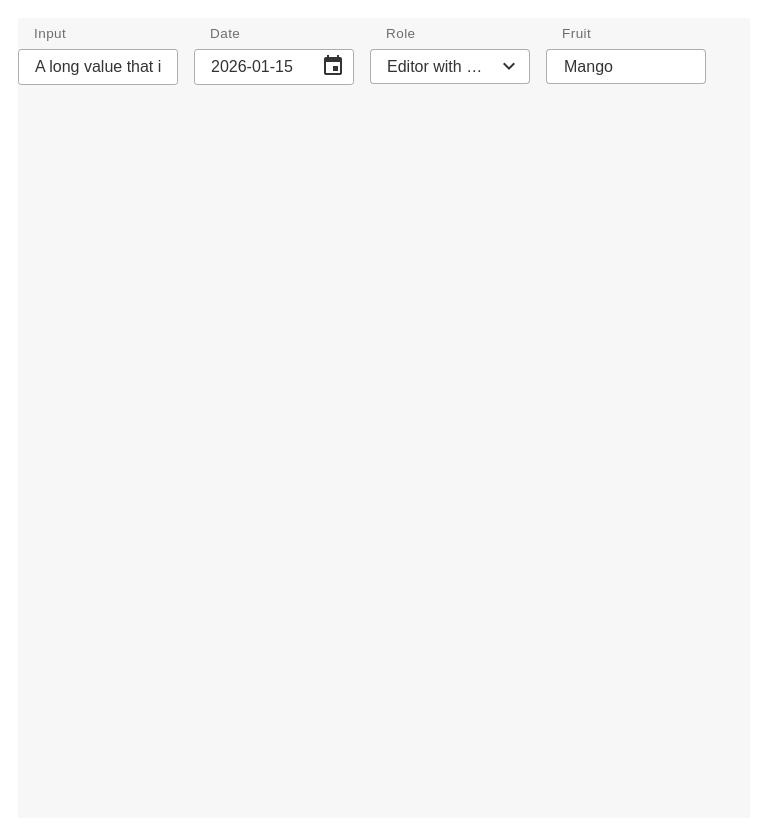 Input Date Role Fruit
A long value that i 2026-01-15 Editor with … Mango